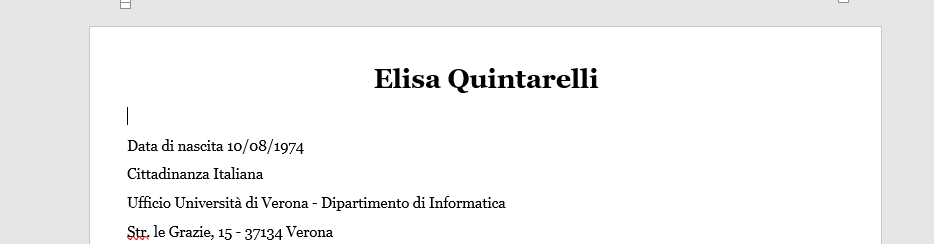 Elisa Quintarelli
Data di nascita 10/08/1974
Cittadinanza Italiana
Ufficio Università di Verona - Dipartimento di Informatica
Str. le Grazie, 15 - 37134 Verona